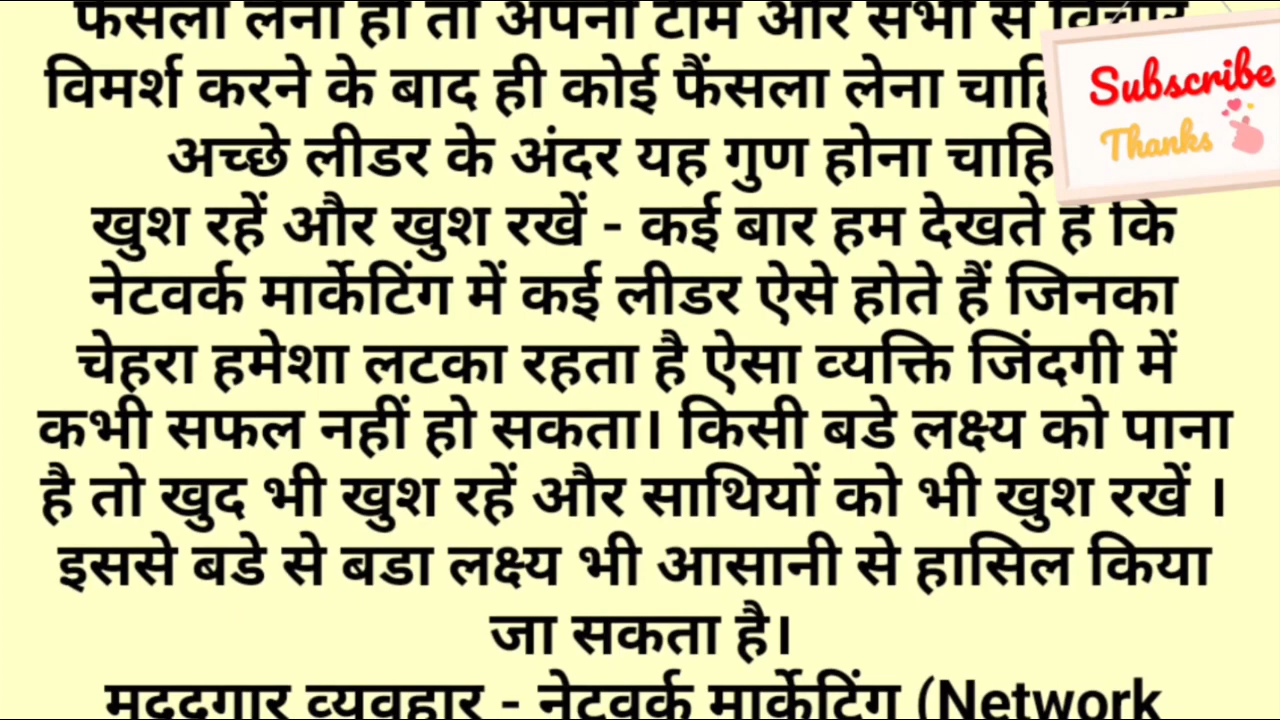 फैसला लेना हो तो अपनी टीम और सभी से विचार
विमर्श करने के बाद ही कोई फैंसला लेना
अच्छे लीडर के अंदर यह गुण होना
खुश रहें और खुश रखें - कई बार हम देखते हैं कि
नेटवर्क मार्केटिंग में कई लीडर ऐसे होते हैं जिनका
चेहरा हमेशा लटका रहता है ऐसा व्यक्ति जिंदगी में
कभी सफल नहीं हो सकता। किसी बडे लक्ष्य को पाना
है तो खुद भी खुश रहें और साथियों को भी खुश रखें ।
इससे बडे से बडा लक्ष्य भी आसानी से हासिल किया
जा सकता है।
मददगार व्यवहार - नेटवर्क मार्केटिंग (Network
Subscribe
Thanks